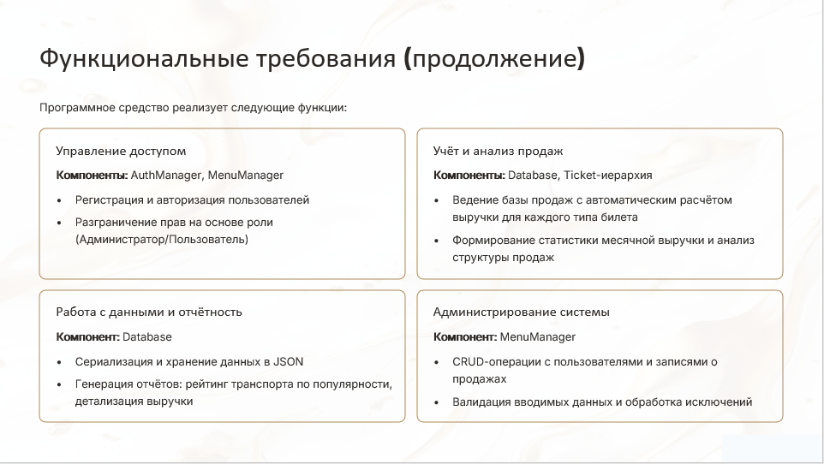 Функциональные требования (продолжение)
Программное средство реализует следующие функции:
Управление доступом
Компоненты: AuthManager, MenuManager
• Регистрация и авторизация пользователей
• Разграничение прав на основе роли
(Администратор/Пользователь)
Учёт и анализ продаж
Компоненты: Database, Ticket-иерархия
• Ведение базы продаж с автоматическим расчётом
выручки для каждого типа билета
• Формирование статистики месячной выручки и анализ
структуры продаж
Работа с данными и отчётность
Компонент: Database
• Сериализация и хранение данных в JSON
• Генерация отчётов: рейтинг транспорта по популярности,
детализация выручки
Администрирование системы
Компонент: MenuManager
• CRUD-операции с пользователями и записями о
продажах
• Валидация вводимых данных и обработка исключений